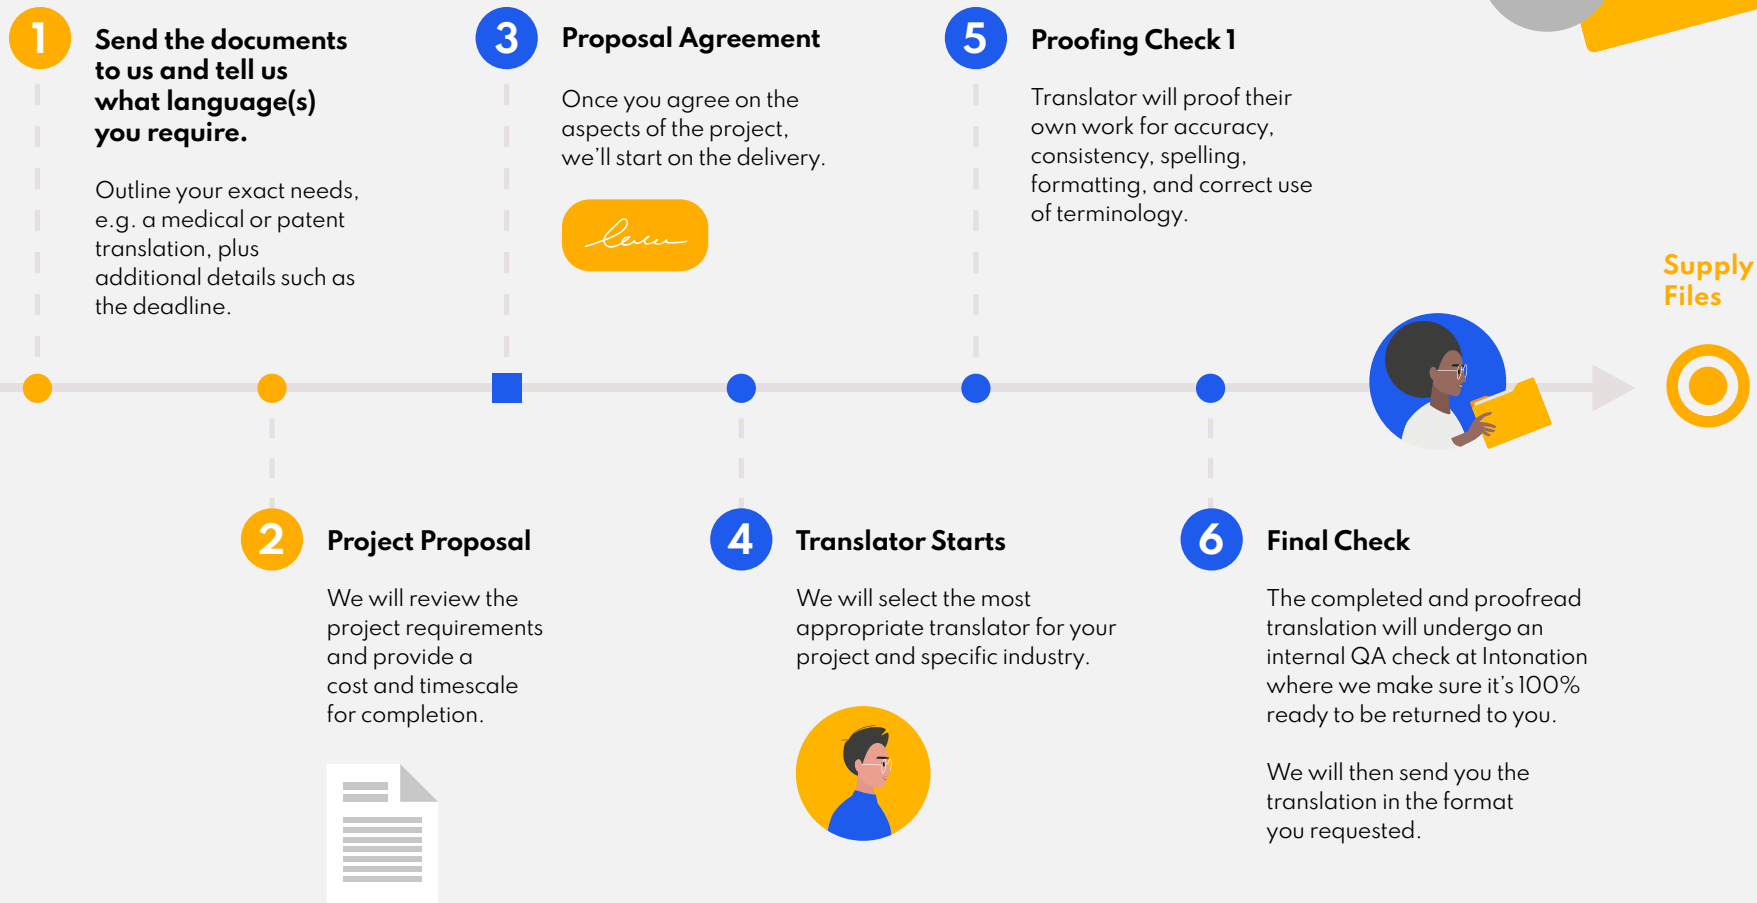 1
Send the documents
to us and tell us
what language(s)
you require.
Outline your exact needs,
e.g. a medical or patent
translation, plus
additional details such as
the deadline.
2
Project Proposal
We will review the
project requirements
and provide a
cost and timescale
for completion.
3
Proposal Agreement
Once you agree on the
aspects of the project,
we’ll start on the delivery.
4
Translator Starts
We will select the most
appropriate translator for your
project and specific industry.
5
Proofing Check 1
Translator will proof their
own work for accuracy,
consistency, spelling,
formatting, and correct use
of terminology.
6
Final Check
The completed and proofread
translation will undergo an
internal QA check at Intonation
where we make sure it’s 100%
ready to be returned to you.
We will then send you the
translation in the format
you requested.
Supply
Files